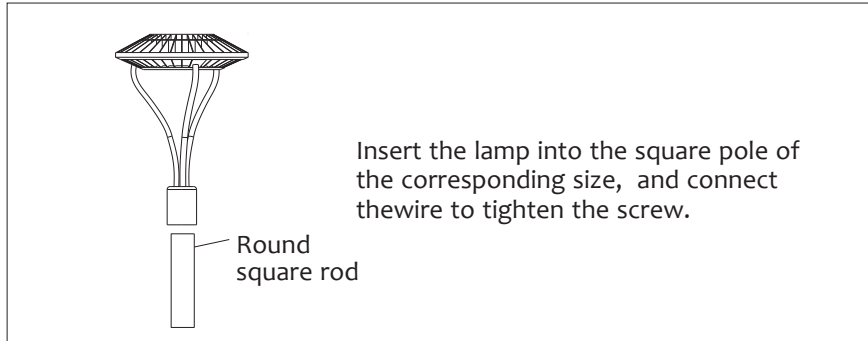 Insert the lamp into the square pole of
the corresponding size, and connect
thewire to tighten the screw.
Round
square rod